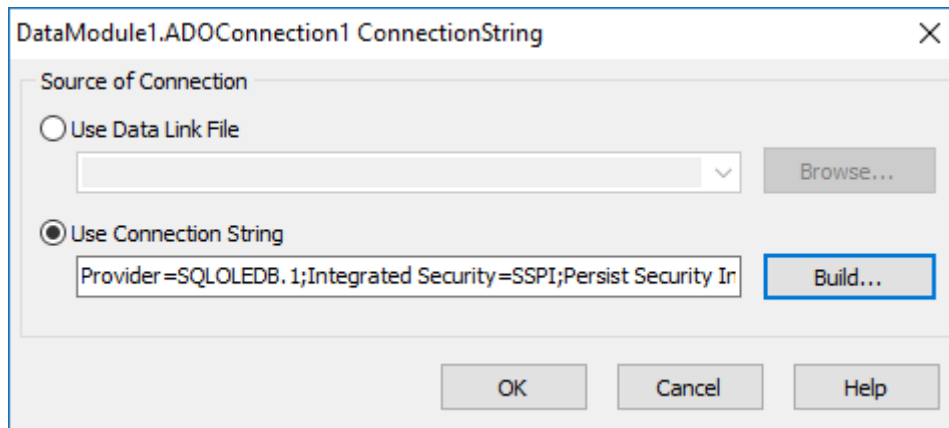 DataModule1.ADOConnection1 ConnectionString
Source of Connection
Use Data Link File
Browse...
Use Connection String
Provider=SQLOLEDB.1;Integrated Security=SSPI;Persist Security In
Build...
OK Cancel Help